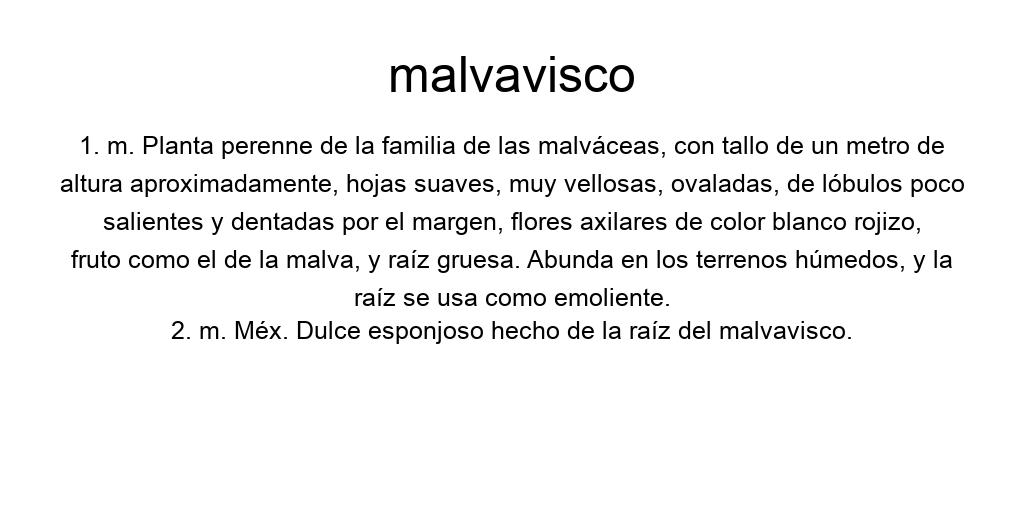 malvavisco
1. m. Planta perenne de la familia de las malváceas, con tallo de un metro de
altura aproximadamente, hojas suaves, muy vellosas, ovaladas, de lóbulos poco
salientes y dentadas por el margen, flores axilares de color blanco rojizo,
fruto como el de la malva, y raíz gruesa. Abunda en los terrenos húmedos, y la
raíz se usa como emoliente.
2. m. Méx. Dulce esponjoso hecho de la raíz del malvavisco.